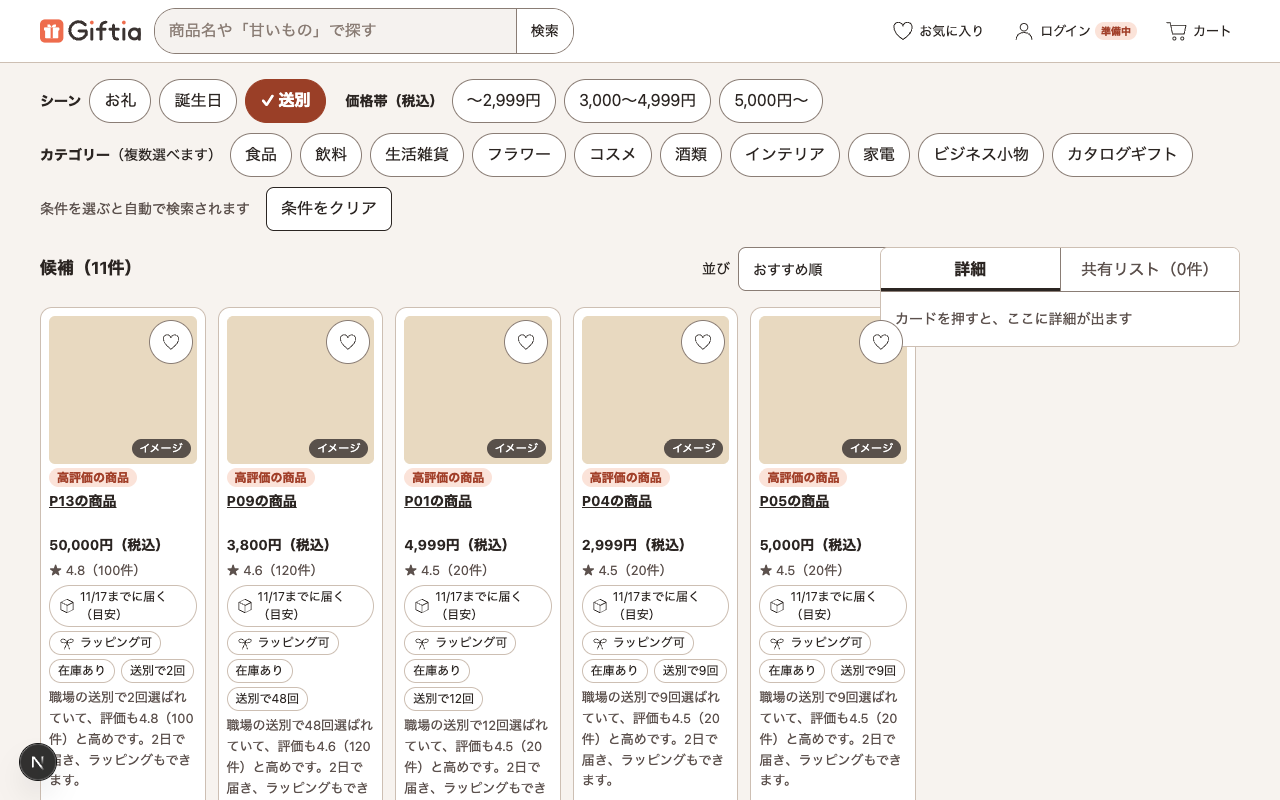 Giftia
商品名や「甘いもの」で探す
検索
お気に入り
ログイン 準備中
カート
シーン お礼 誕生日 送別 価格帯（税込） 〜2,999円 3,000〜4,999円 5,000円〜
カテゴリー（複数選べます） 食品 飲料 生活雑貨 フラワー コスメ 酒類 インテリア 家電 ビジネス小物 カタログギフト
条件を選ぶと自動で検索されます 条件をクリア
候補（11件）
並び おすすめ順
詳細 共有リスト（0件）
カードを押すと、ここに詳細が出ます
イメージ
高評価の商品
P13の商品
50,000円（税込）
★ 4.8（100件）
11/17までに届く
（目安）
ラッピング可
在庫あり 送別で2回
職場の送別で2回選ばれ
ていて、評価も4.8（100
件）と高めです。2日で
届き、ラッピングもでき
ます。
イメージ
高評価の商品
P09の商品
3,800円（税込）
★ 4.6（120件）
11/17までに届く
（目安）
ラッピング可
在庫あり
送別で48回
職場の送別で48回選ばれ
ていて、評価も4.6（120
件）と高めです。2日で
届き、ラッピングもでき
イメージ
高評価の商品
P01の商品
4,999円（税込）
★ 4.5（20件）
11/17までに届く
（目安）
ラッピング可
在庫あり
送別で12回
職場の送別で12回選ばれ
ていて、評価も4.5（20
件）と高めです。2日で
届き、ラッピングもでき
イメージ
高評価の商品
P04の商品
2,999円（税込）
★ 4.5（20件）
11/17までに届く
（目安）
ラッピング可
在庫あり 送別で9回
職場の送別で9回選ばれ
ていて、評価も4.5（20
件）と高めです。2日で
届き、ラッピングもでき
ます。
イメージ
高評価の商品
P05の商品
5,000円（税込）
★ 4.5（20件）
11/17までに届く
（目安）
ラッピング可
在庫あり 送別で9回
職場の送別で9回選ばれ
ていて、評価も4.5（20
件）と高めです。2日で
届き、ラッピングもでき
ます。
N